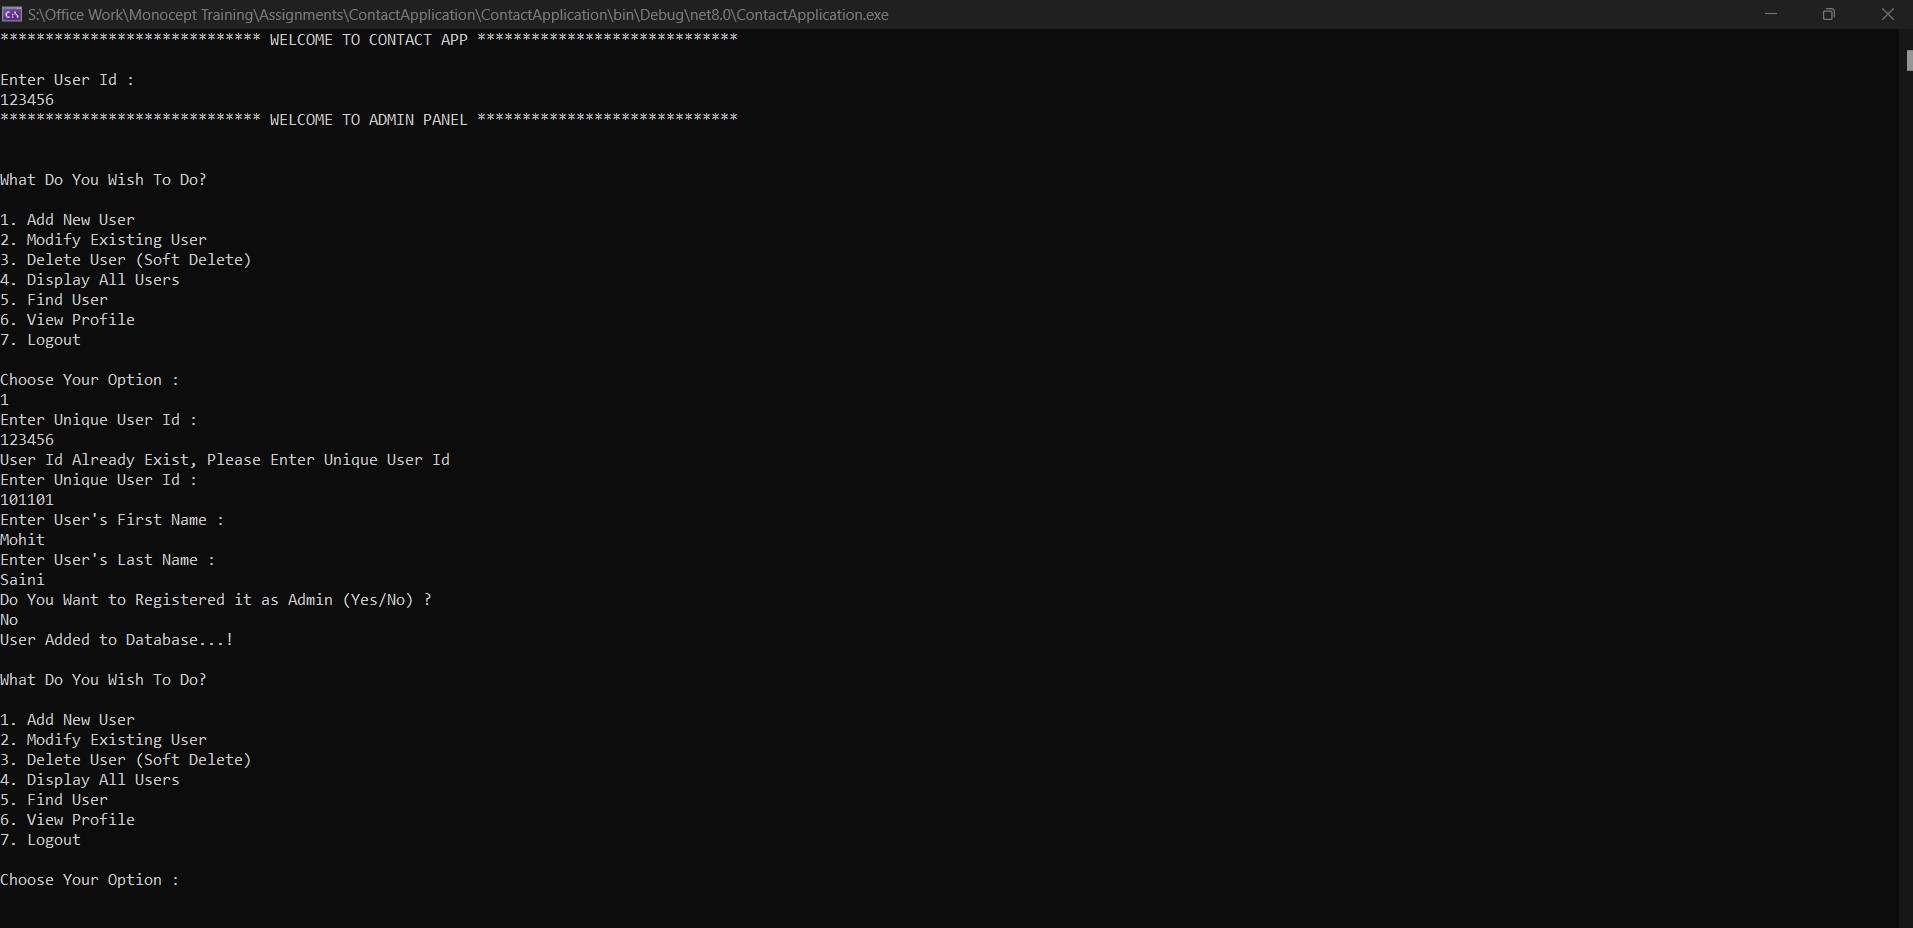 S:\Office Work\Monocept Training\Assignments\ContactApplication\ContactApplication\bin\Debug\net8.0\ContactApplication.exe
***************************** WELCOME TO CONTACT APP *****************************
Enter User Id :
123456
***************************** WELCOME TO ADMIN PANEL *****************************
What Do You Wish To Do?
1. Add New User
2. Modify Existing User
3. Delete User (Soft Delete)
4. Display All Users
5. Find User
6. View Profile
7. Logout
Choose Your Option :
1
Enter Unique User Id :
123456
User Id Already Exist, Please Enter Unique User Id
Enter Unique User Id :
101101
Enter User's First Name :
Mohit
Enter User's Last Name :
Saini
Do You Want to Registered it as Admin (Yes/No) ?
No
User Added to Database...!
What Do You Wish To Do?
1. Add New User
2. Modify Existing User
3. Delete User (Soft Delete)
4. Display All Users
5. Find User
6. View Profile
7. Logout
Choose Your Option :